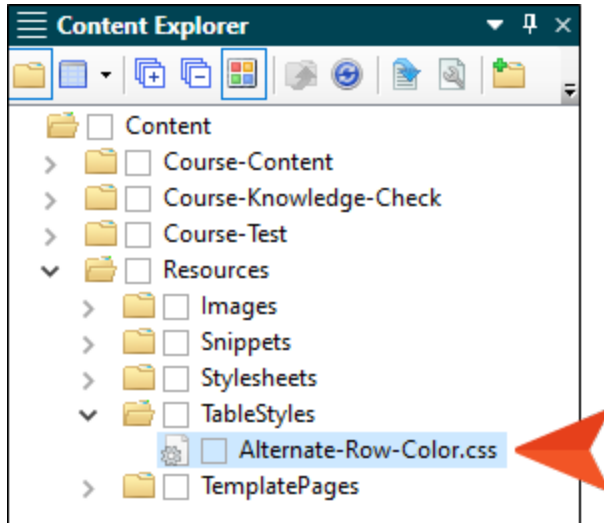 Content Explorer
Content
Course-Content
Course-Knowledge-Check
Course-Test
Resources
Images
Snippets
Stylesheets
TableStyles
Alternate-Row-Color.css
TemplatePages